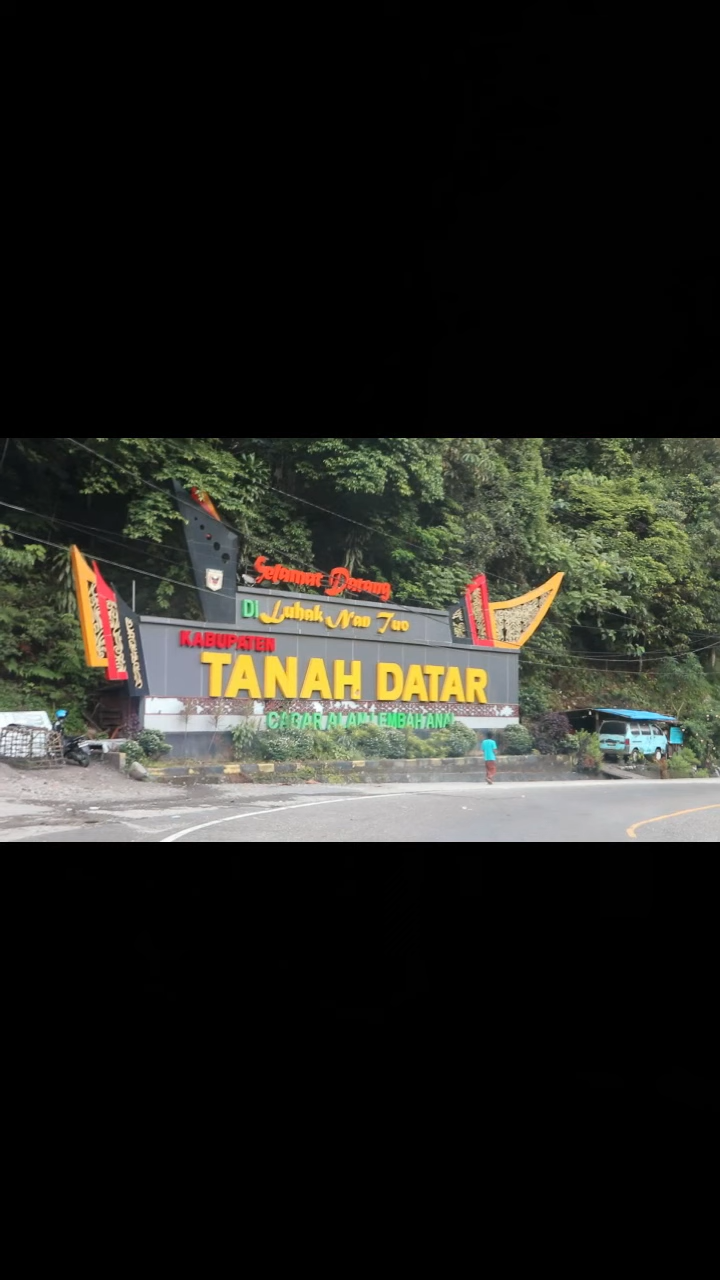 Selamat Datang
Di Luhak Nan Tuo
KABUPATEN
TANAH DATAR
CAGAR ALAM LEMBAH ANAI